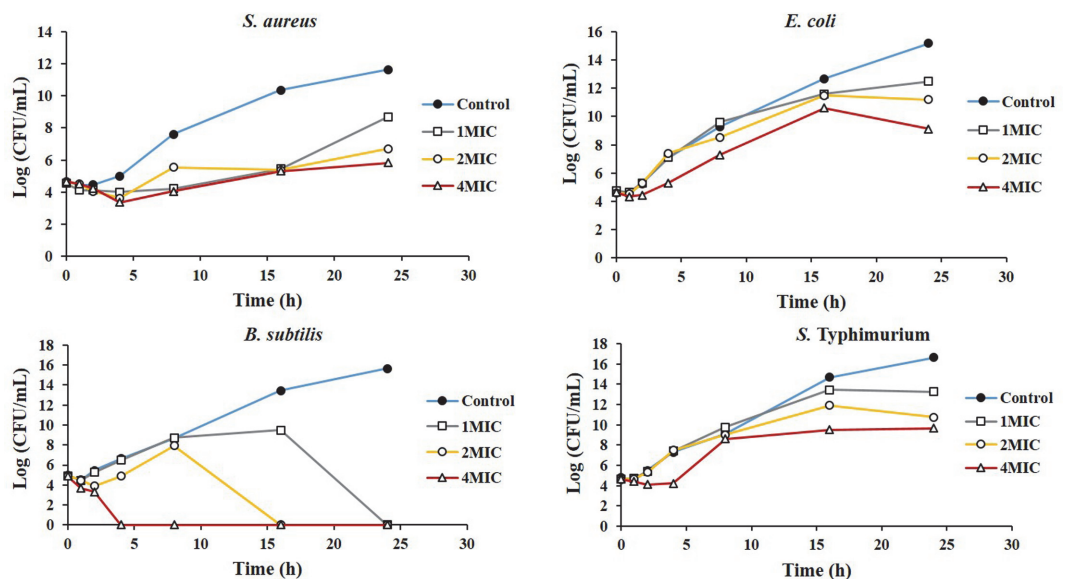 S. aureus
Log (CFU/mL)
14
12
10
8
6
4
2
0
0 5 10 15 20 25 30
Time (h)
Control
1MIC
2MIC
4MIC
E. coli
Log (CFU/mL)
16
14
12
10
8
6
4
2
0
0 5 10 15 20 25 30
Time (h)
Control
1MIC
2MIC
4MIC
B. subtilis
Log (CFU/mL)
18
16
14
12
10
8
6
4
2
0
0 5 10 15 20 25 30
Time (h)
Control
1MIC
2MIC
4MIC
S. Typhimurium
Log (CFU/mL)
18
16
14
12
10
8
6
4
2
0
0 5 10 15 20 25 30
Time (h)
Control
1MIC
2MIC
4MIC